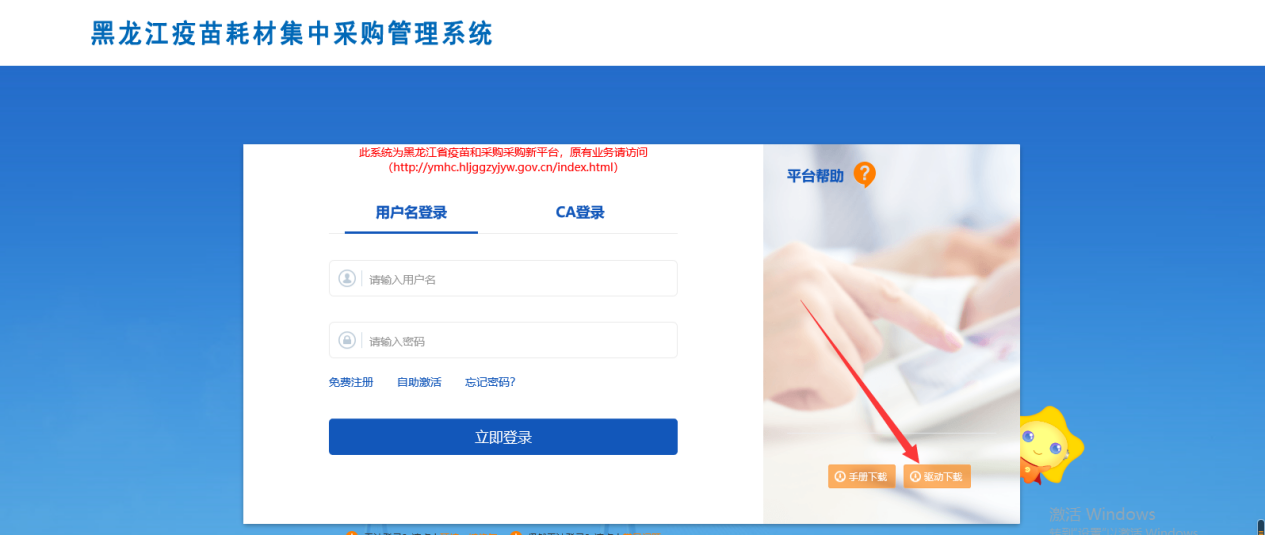 黑龙江疫苗耗材集中采购管理系统
此系统为黑龙江省疫苗和采购采购新平台，原有业务请访问
（http://ymhc.hljggzyjyw.gov.cn/index.html）
平台帮助
用户名登录 CA登录
请输入用户名
请输入密码
免费注册 自助激活 忘记密码?
立即登录
手册下载 驱动下载
激活 Windows